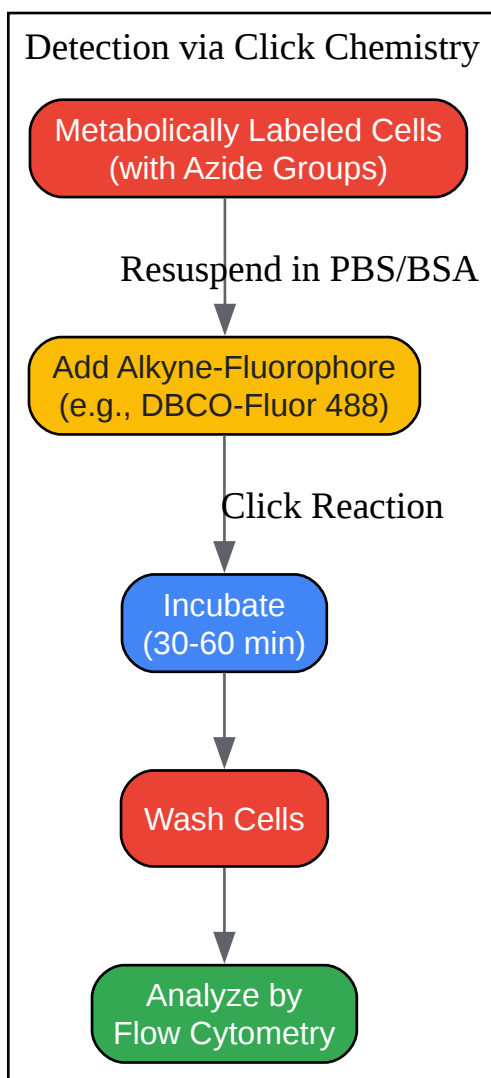 Detection via Click Chemistry
Metabolically Labeled Cells
(with Azide Groups)
Resuspend in PBS/BSA
Add Alkyne-Fluorophore
(e.g., DBCO-Fluor 488)
Click Reaction
Incubate
(30-60 min)
Wash Cells
Analyze by
Flow Cytometry